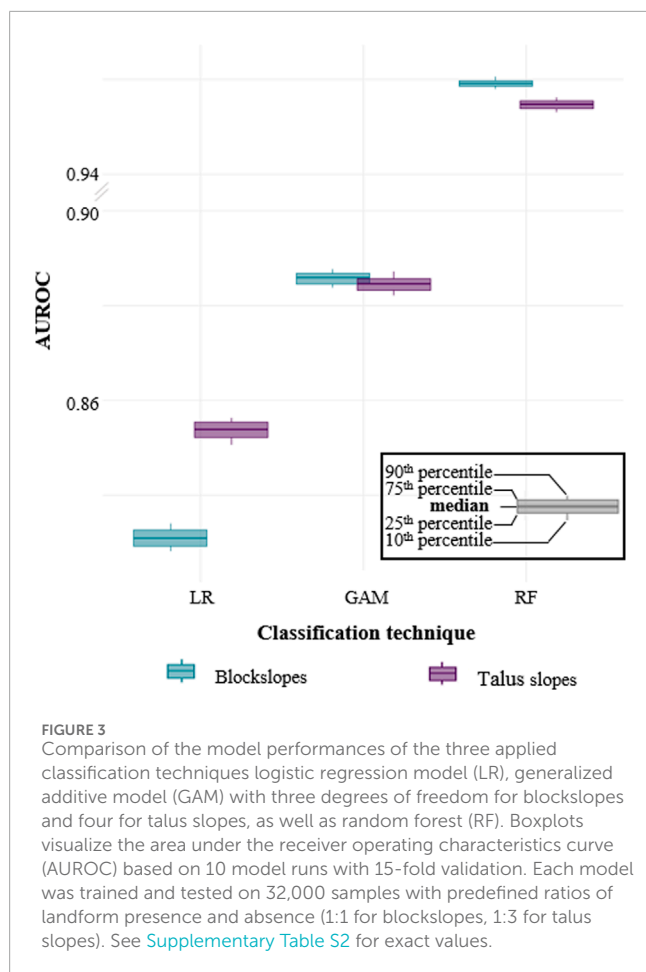 0.94
0.90
AUROC
0.86
90th percentile
75th percentile
median
25th percentile
10th percentile
LR GAM RF
Classification technique
Blockslopes Talus slopes
FIGURE 3
Comparison of the model performances of the three applied
classification techniques logistic regression model (LR), generalized
additive model (GAM) with three degrees of freedom for blockslopes
and four for talus slopes, as well as random forest (RF). Boxplots
visualize the area under the receiver operating characteristics curve
(AUROC) based on 10 model runs with 15-fold validation. Each model
was trained and tested on 32,000 samples with predefined ratios of
landform presence and absence (1:1 for blockslopes, 1:3 for talus
slopes). See Supplementary Table S2 for exact values.